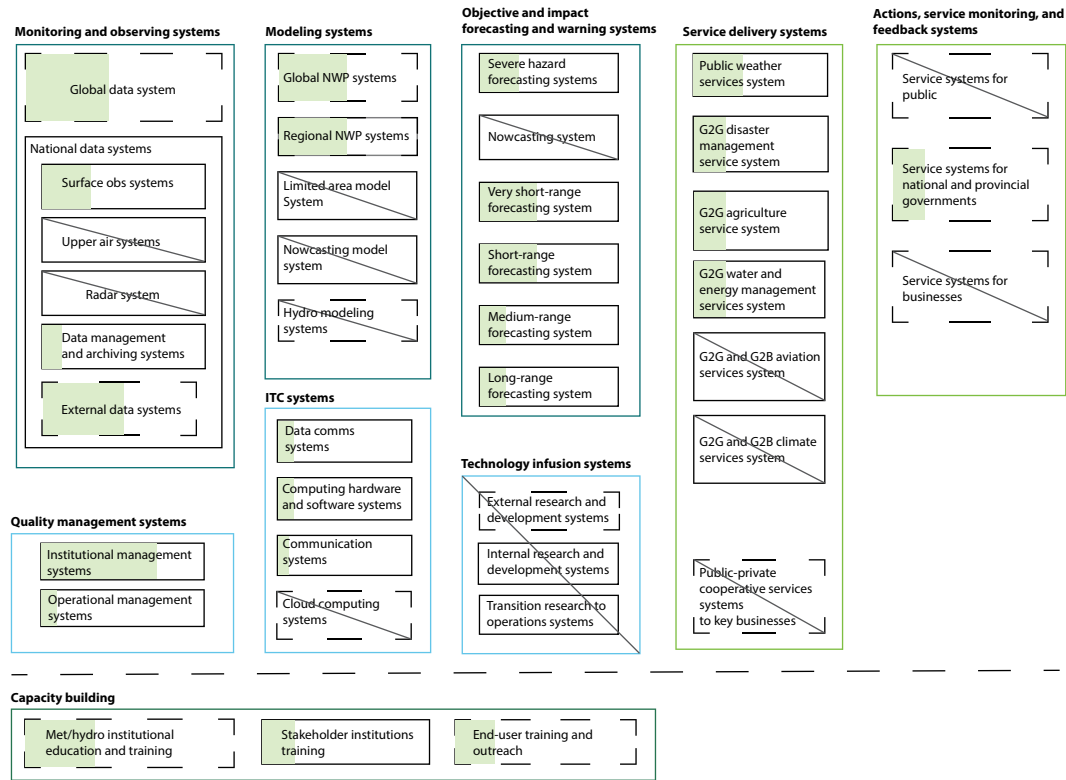 Monitoring and observing systems
Global data system
National data systems
Surface obs systems
Upper air systems
Radar system
Data management
and archiving systems
External data systems
Quality management systems
Institutional management
systems
Operational management
systems
Modeling systems
Global NWP systems
Regional NWP systems
Limited area model
System
Nowcasting model
system
Hydro modeling
systems
ITC systems
Data comms
systems
Computing hardware
and software systems
Communication
systems
Cloud computing
systems
Objective and impact
forecasting and warning systems
Severe hazard
forecasting systems
Nowcasting system
Very short-range
forecasting system
Short-range
forecasting system
Medium-range
forecasting system
Long-range
forecasting system
Technology infusion systems
External research and
development systems
Internal research and
development systems
Transition research to
operations systems
Service delivery systems
Public weather
services system
G2G disaster
management
service system
G2G agriculture
service system
G2G water and
energy management
services system
G2G and G2B aviation
services system
G2G and G2B climate
services system
Public-private
cooperative services
systems
to key businesses
Actions, service monitoring, and
feedback systems
Service systems for
public
Service systems for
national and provincial
governments
Service systems for
businesses
Capacity building
Met/hydro institutional
education and training
Stakeholder institutions
training
End-user training and
outreach